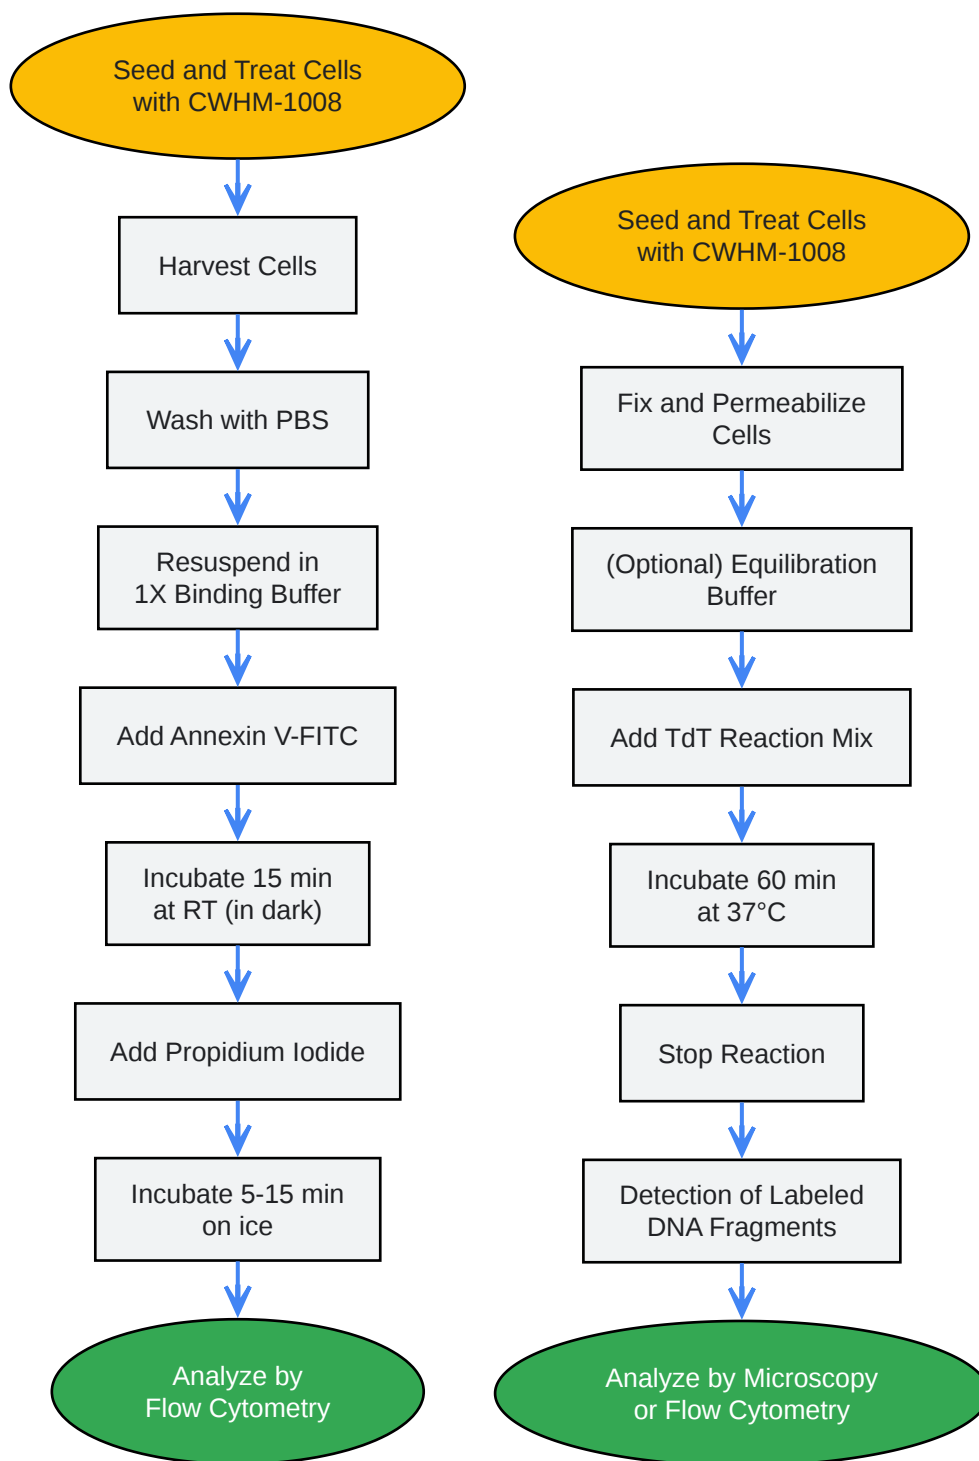 Seed and Treat Cells
with CWHM-1008
Harvest Cells
Wash with PBS
Resuspend in
1X Binding Buffer
Add Annexin V-FITC
Incubate 15 min
at RT (in dark)
Add Propidium Iodide
Incubate 5-15 min
on ice
Analyze by
Flow Cytometry
Seed and Treat Cells
with CWHM-1008
Fix and Permeabilize
Cells
(Optional) Equilibration
Buffer
Add TdT Reaction Mix
Incubate 60 min
at 37°C
Stop Reaction
Detection of Labeled
DNA Fragments
Analyze by Microscopy
or Flow Cytometry